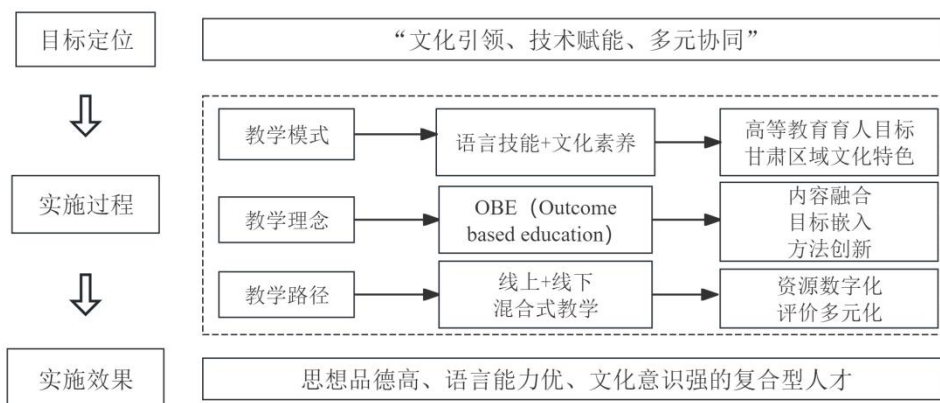 目标定位
“文化引领、技术赋能、多元协同”
实施过程
教学模式
语言技能+文化素养
高等教育育人目标
甘肃区域文化特色
教学理念
OBE（Outcome
based education）
内容融合
目标嵌入
方法创新
教学路径
线上+线下
混合式教学
资源数字化
评价多元化
实施效果
思想品德高、语言能力优、文化意识强的复合型人才